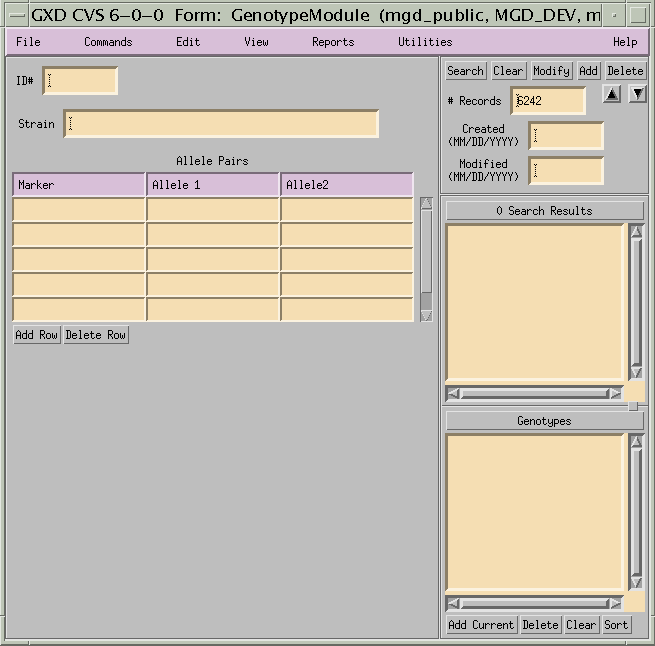 GXD CVS 6-0-0 Form: GenotypeModule (mgd_public, MGD_DEV, m
File Commands Edit View Reports Utilities Help
ID#
Strain
Allele Pairs
Marker Allele 1 Allele2
Add Row Delete Row
Search Clear Modify Add Delete
# Records 6242
Created
(MM/DD/YYYY)
Modified
(MM/DD/YYYY)
0 Search Results
Genotypes
Add Current Delete Clear Sort